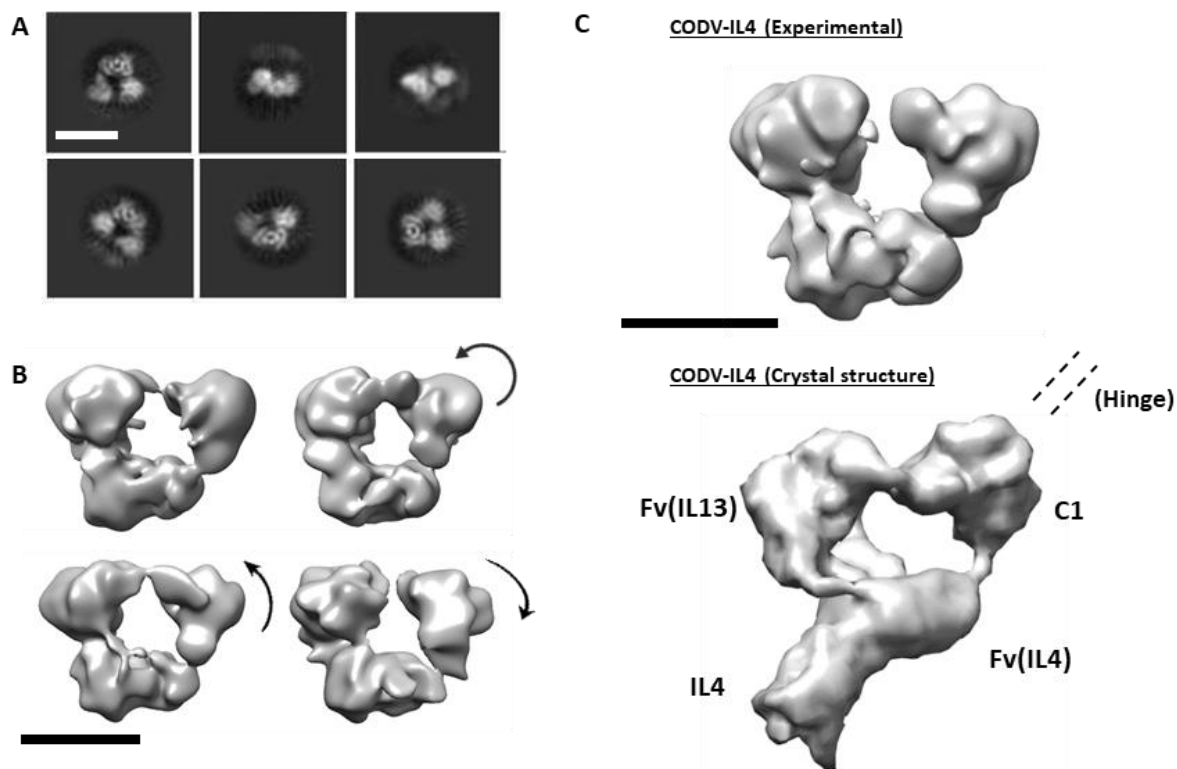 A
B
C
CODV-IL4 (Experimental)
CODV-IL4 (Crystal structure)
(Hinge)
Fv(IL13)
C1
Fv(IL4)
IL4